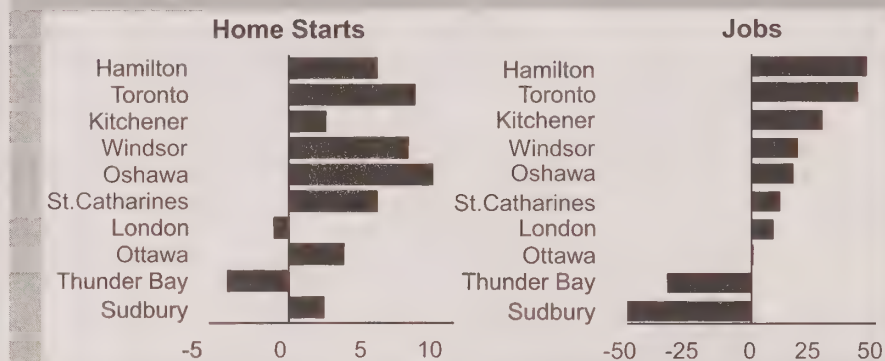 Home Starts
Hamilton
Toronto
Kitchener
Windsor
Oshawa
St.Catharines
London
Ottawa
Thunder Bay
Sudbury
-5 0 5 10
Jobs
Hamilton
Toronto
Kitchener
Windsor
Oshawa
St.Catharines
London
Ottawa
Thunder Bay
Sudbury
-50 -25 0 25 50